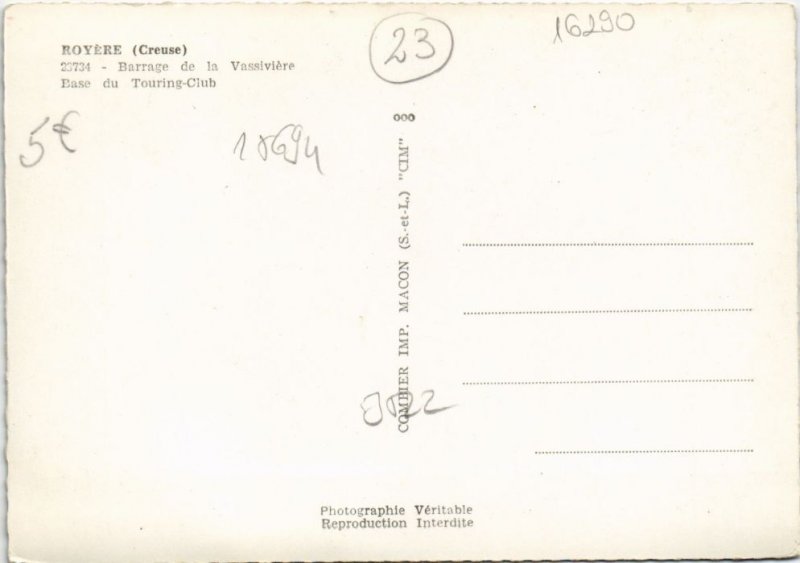 ROYÈRE (Creuse)
23734 - Barrage de la Vassivière
Base du Touring-Club
23
16290
5€
000
COMBIER IMP. MACON (S.-et-L.) "CIM"
Photographie Véritable
Reproduction Interdite